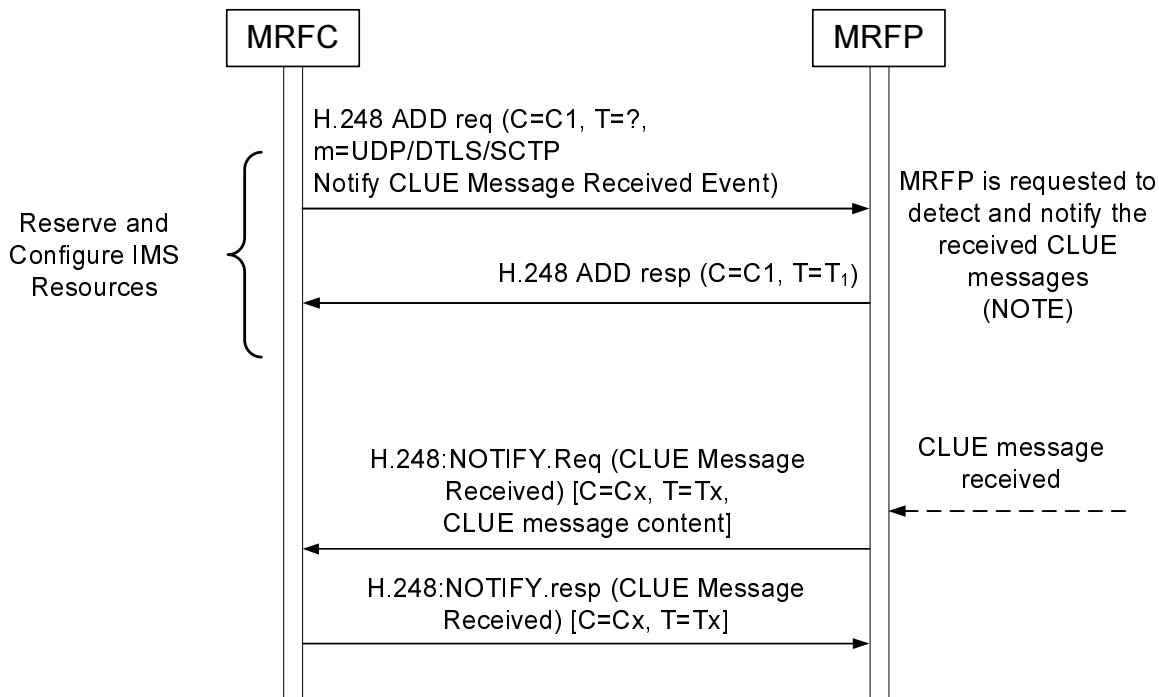 MRFC
MRFP
H.248 ADD req (C=C1, T=?,
m=UDP/DTLS/SCTP
Notify CLUE Message Received Event)
Reserve and
Configure IMS
Resources
MRFP is requested to
detect and notify the
received CLUE
messages
(NOTE)
H.248 ADD resp (C=C1, T=T₁)
CLUE message
received
H.248:NOTIFY.Req (CLUE Message
Received) [C=Cx, T=Tx,
CLUE message content]
H.248:NOTIFY.resp (CLUE Message
Received) [C=Cx, T=Tx]